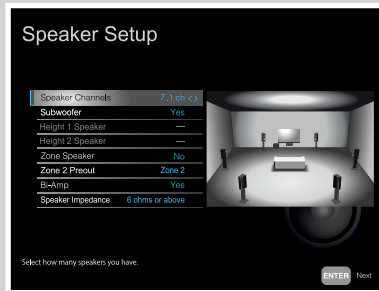 Speaker Setup
Speaker Channels 7.1 ch < >
Subwoofer Yes
Height 1 Speaker ---
Height 2 Speaker ---
Zone Speaker No
Zone 2 Preout Zone 2
Bi-Amp Yes
Speaker Impedance 6 ohms or above
Select how many speakers you have.
ENTER Next